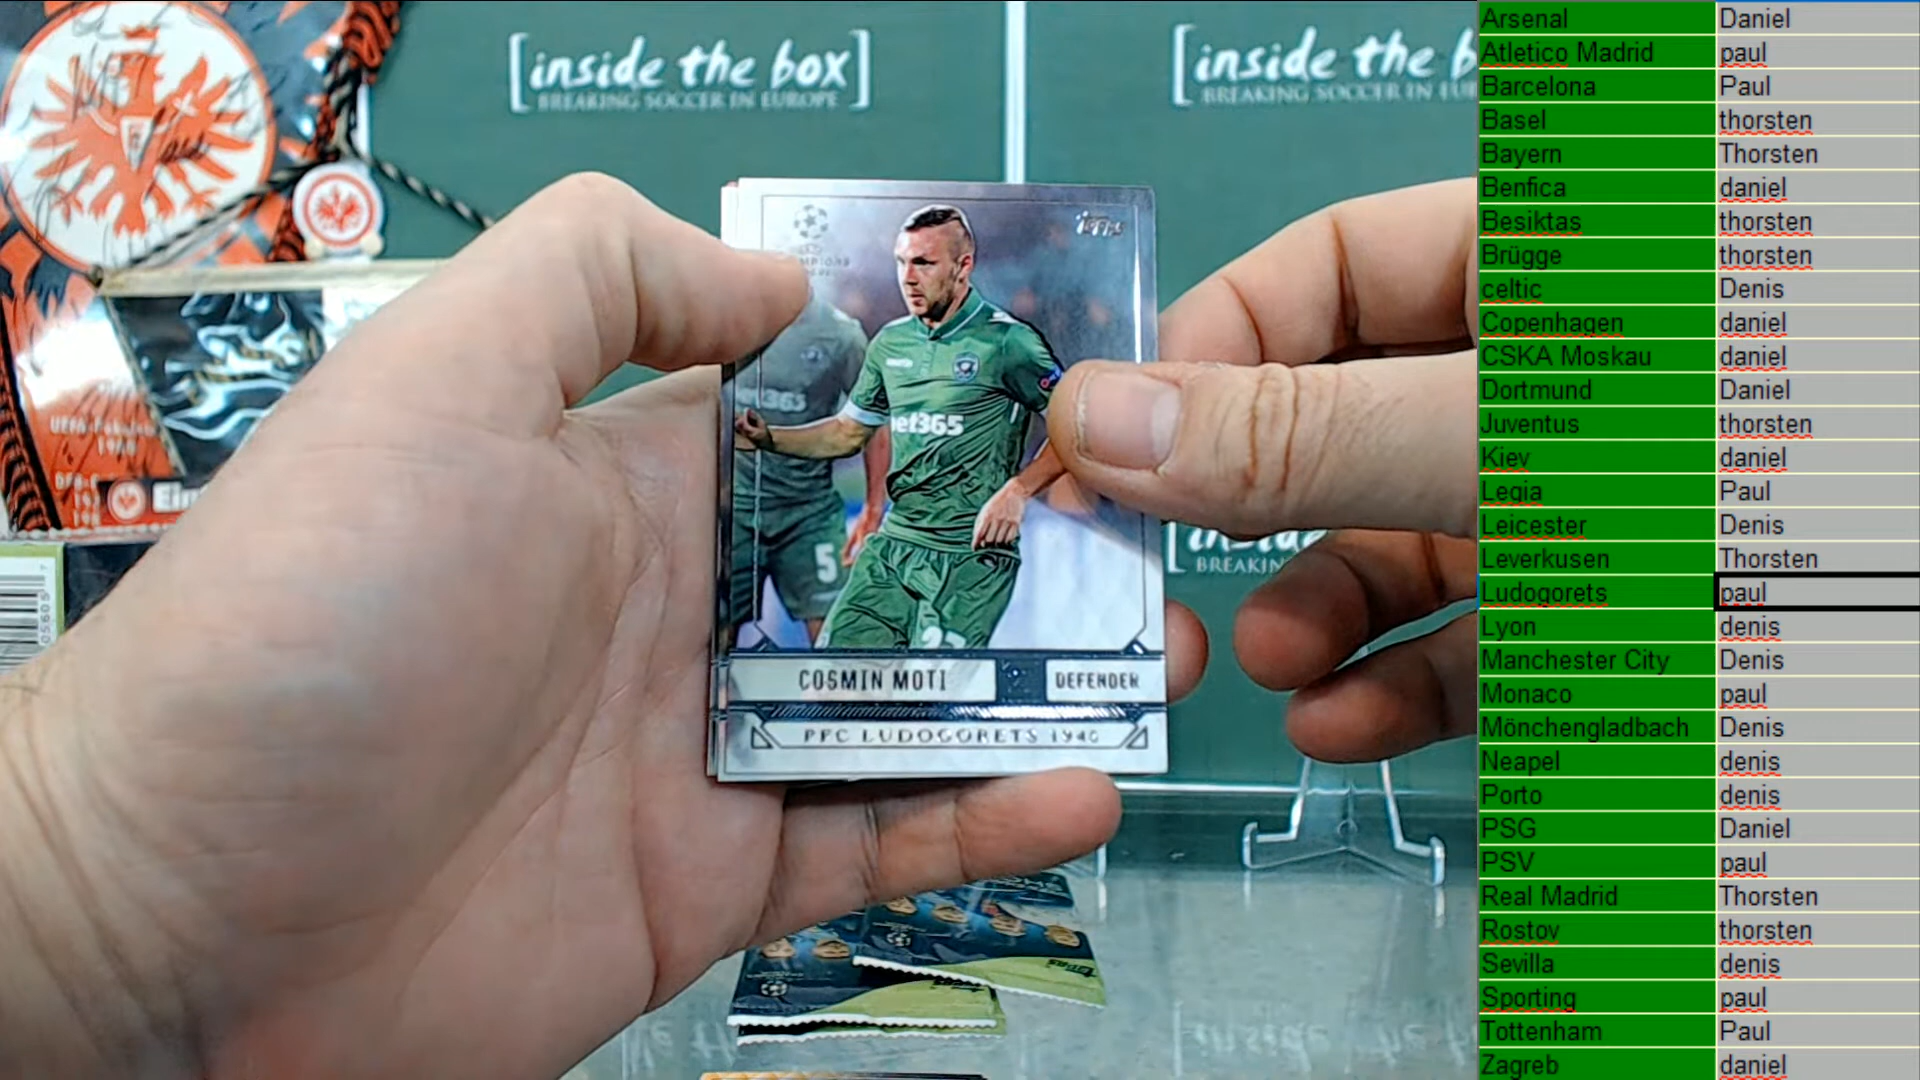 [inside the box]
BREAKING SOCCER IN EUROPE
[inside the b
BREAKING SOCCER IN EU
Topps
bet365
5
COSMIN MOTI
DEFENDER
PFC LUDOGORETS 1945
BREAKIN
05605
Arsenal Daniel
Atletico Madrid paul
Barcelona Paul
Basel thorsten
Bayern Thorsten
Benfica daniel
Besiktas thorsten
Brügge thorsten
celtic Denis
Copenhagen daniel
CSKA Moskau daniel
Dortmund Daniel
Juventus thorsten
Kiev daniel
Legia Paul
Leicester Denis
Leverkusen Thorsten
Ludogorets paul
Lyon denis
Manchester City Denis
Monaco paul
Mönchengladbach Denis
Neapel denis
Porto denis
PSG Daniel
PSV paul
Real Madrid Thorsten
Rostov thorsten
Sevilla denis
Sporting paul
Tottenham Paul
Zagreb daniel